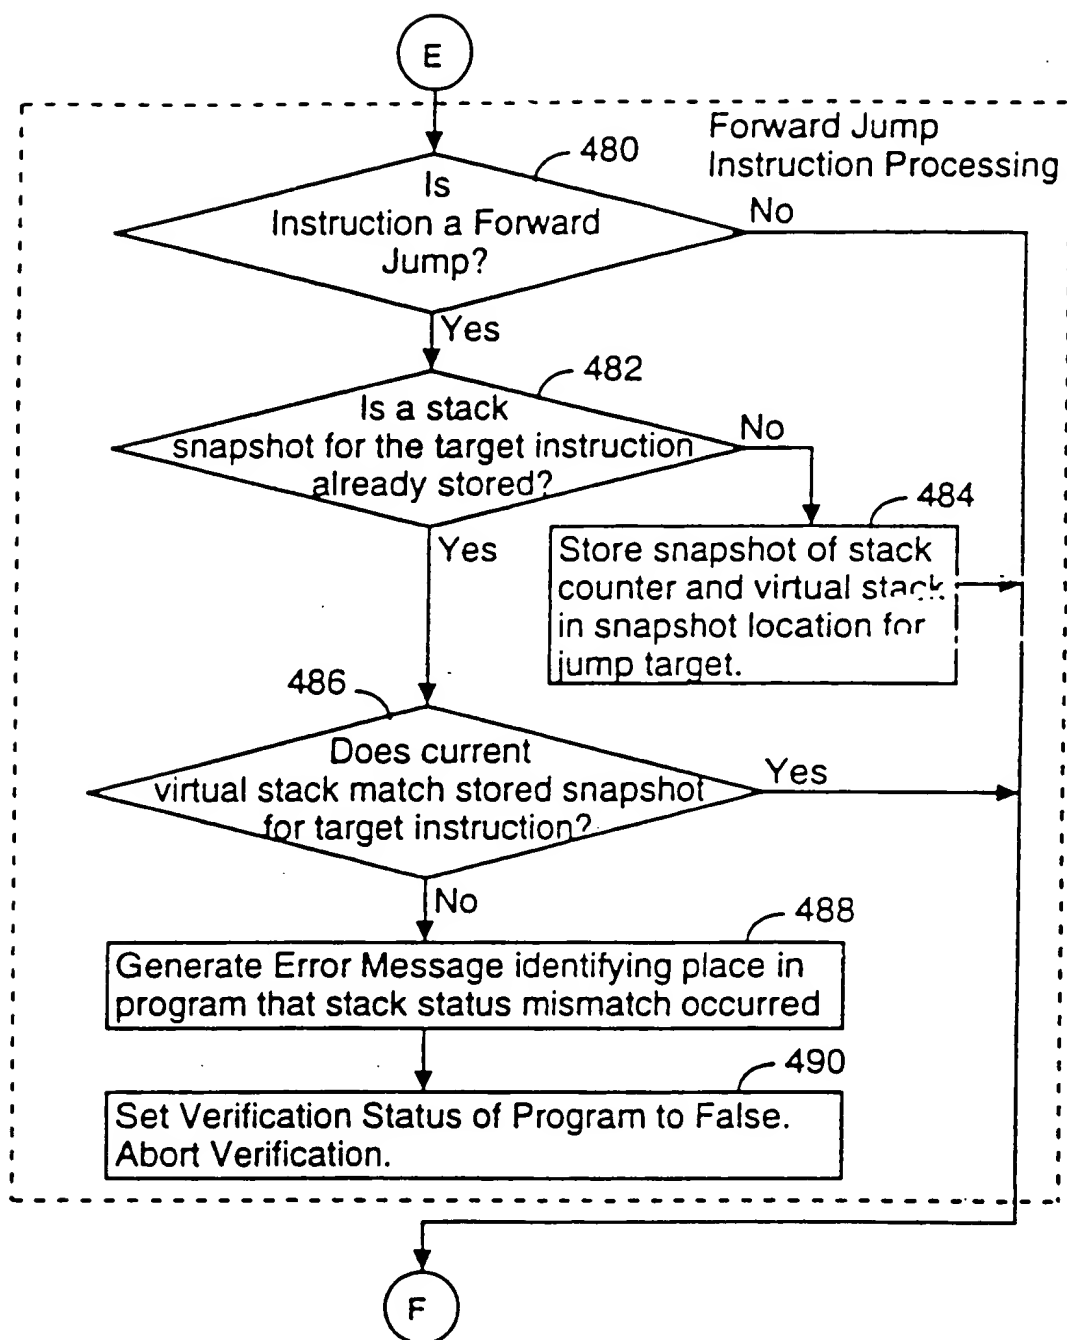 E
Forward Jump
Instruction Processing
480
Is
Instruction a Forward
Jump?
No
Yes
482
Is a stack
snapshot for the target instruction
already stored?
No
Yes
484
Store snapshot of stack
counter and virtual stack
in snapshot location for
jump target.
486
Does current
virtual stack match stored snapshot
for target instruction?
Yes
No
488
Generate Error Message identifying place in
program that stack status mismatch occurred
490
Set Verification Status of Program to False.
Abort Verification.
F